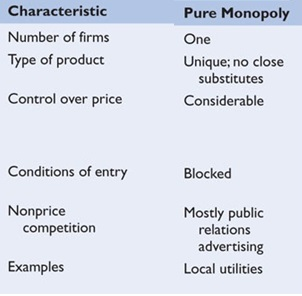 Characteristic Pure Monopoly
Number of firms One
Type of product Unique; no close
substitutes
Control over price Considerable
Conditions of entry Blocked
Nonprice Mostly public
competition relations
advertising
Examples Local utilities